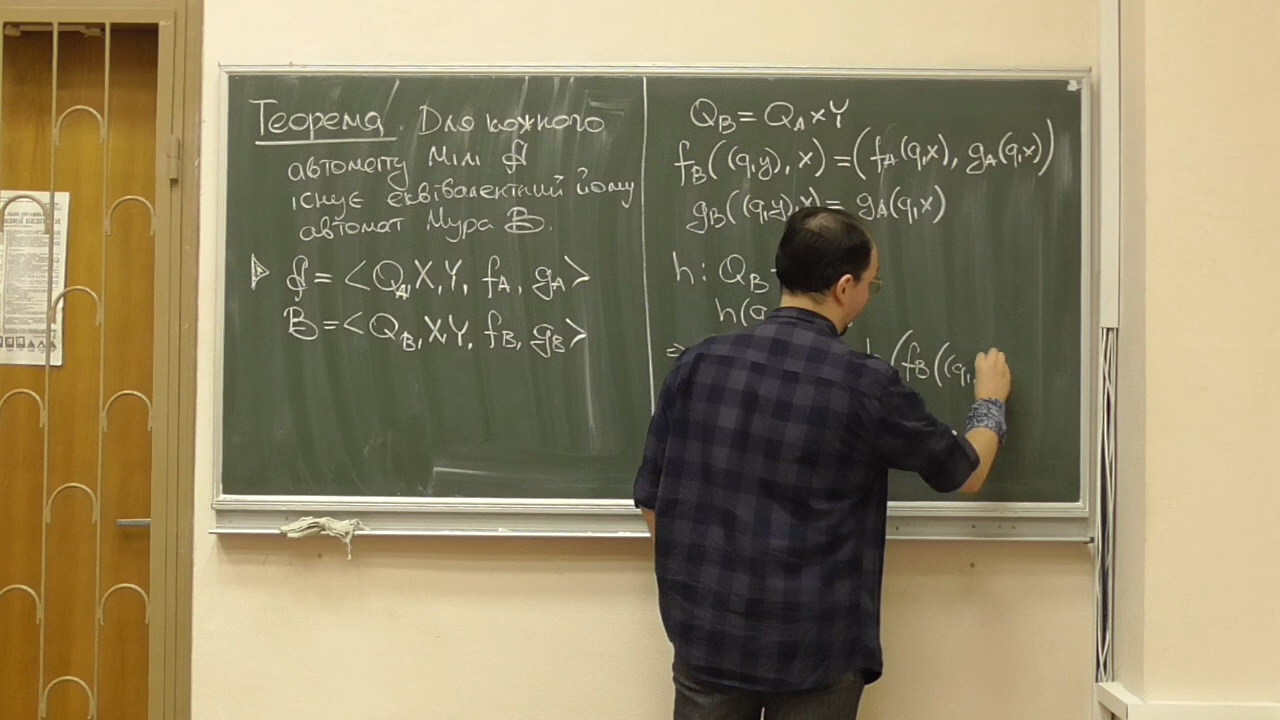 Теорема. Для кожного
автомату Мілі A
існує еквівалентний йому
автомат Мура B.
A = <Q_A, X, Y, f_A, g_A>
B = <Q_B, X, Y, f_B, g_B>
Q_B = Q_A × Y
f_B((q,y), x) = (f_A(q,x), g_A(q,x))
g_B((q,y), x) = g_A(q,x)
h: Q_B
h(q
⇒ h(f_B((q,